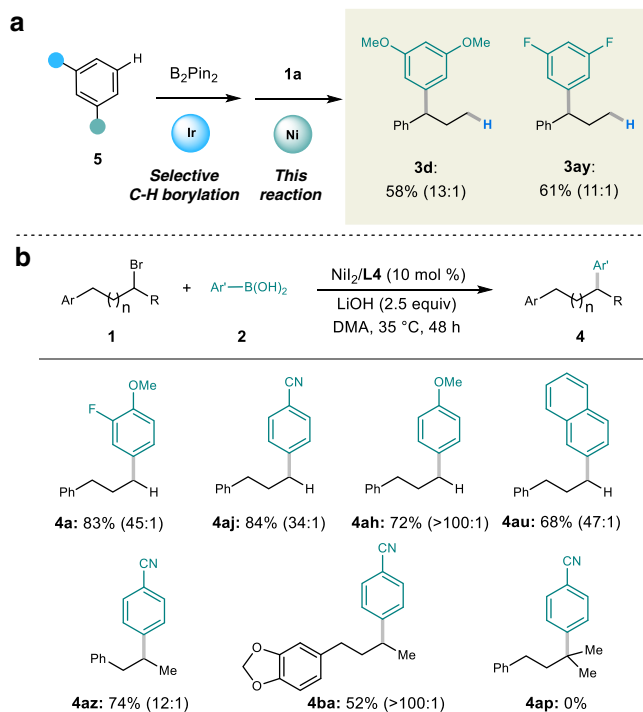 a
H
5
B2Pin2
Ir
Selective
C-H borylation
1a
Ni
This
reaction
MeO OMe
Ph H
3d:
58% (13:1)
F F
Ph H
3ay:
61% (11:1)
b
Br
Ar ( )n R
1
+
Ar'—B(OH)2
2
NiI2/L4 (10 mol %)
LiOH (2.5 equiv)
DMA, 35 °C, 48 h
Ar'
Ar ( )n R
4
OMe
F
Ph H
4a: 83% (45:1)
CN
Ph H
4aj: 84% (34:1)
OMe
Ph H
4ah: 72% (>100:1)
Ph H
4au: 68% (47:1)
CN
Ph Me
4az: 74% (12:1)
CN
O
O
Me
4ba: 52% (>100:1)
CN
Me
Ph Me
4ap: 0%